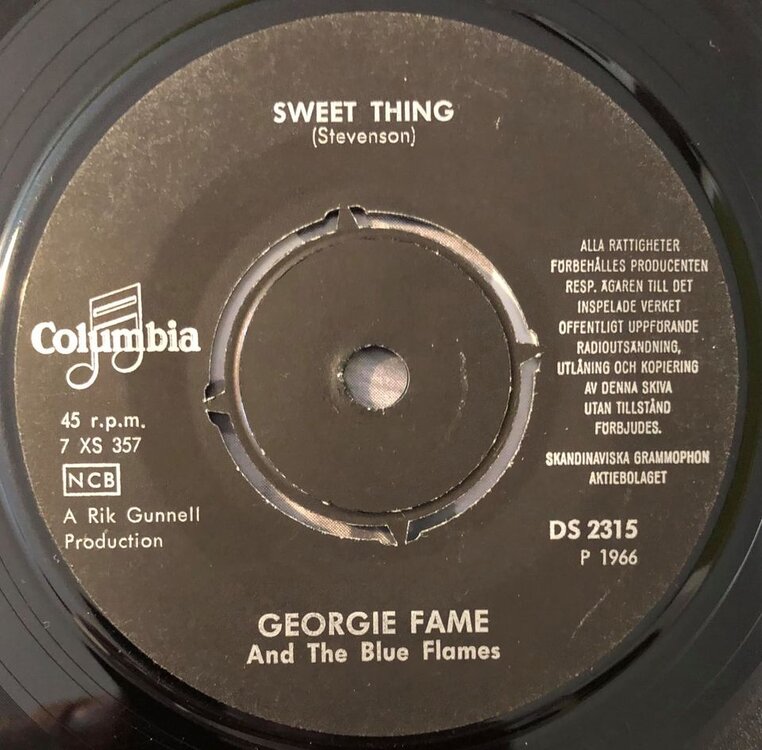 SWEET THING
(Stevenson)
Columbia
45 r.p.m.
7 XS 357
NCB
A Rik Gunnell
Production
ALLA RÄTTIGHETER
FÖRBEHÅLLES PRODUCENTEN
RESP. ÄGAREN TILL DET
INSPELADE VERKET
OFFENTLIGT UPPFÖRANDE
RADIOUTSÄNDNING,
UTLÅNING OCH KOPIERING
AV DENNA SKIVA
UTAN TILLSTÅND
FÖRBJUDES.
SKANDINAVISKA GRAMMOPHON
AKTIEBOLAGET
DS 2315
P 1966
GEORGIE FAME
And The Blue Flames